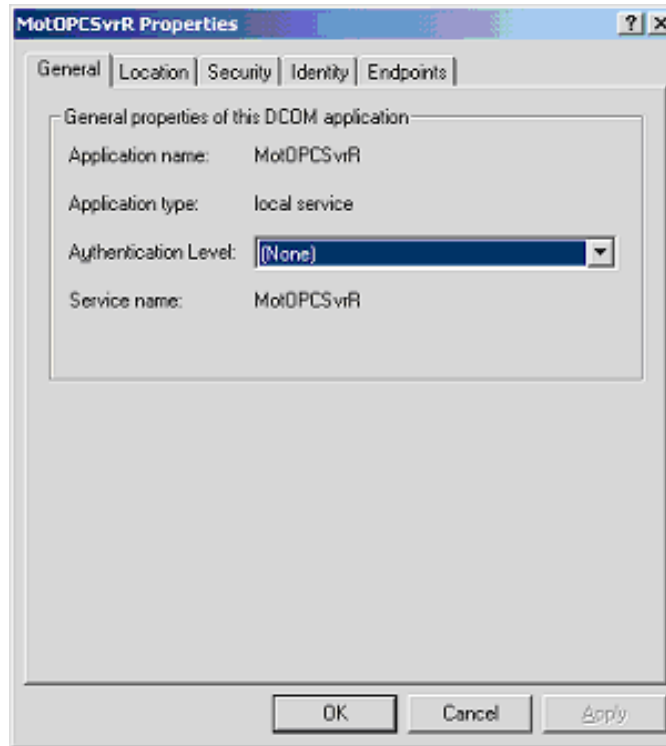 MotOPCSvrR Properties
General Location Security Identity Endpoints
General properties of this DCOM application
Application name: MotOPCSvrR
Application type: local service
Authentication Level: (None)
Service name: MotOPCSvrR
OK Cancel Apply